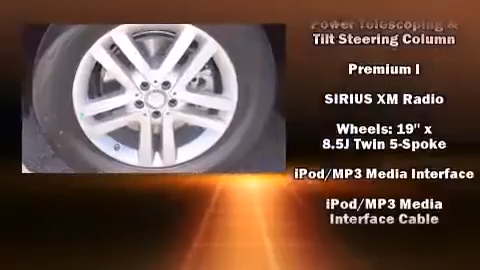 Power Telescoping &
Tilt Steering Column
Premium I
SIRIUS XM Radio
Wheels: 19" x
8.5J Twin 5-Spoke
iPod/MP3 Media Interface
iPod/MP3 Media
Interface Cable